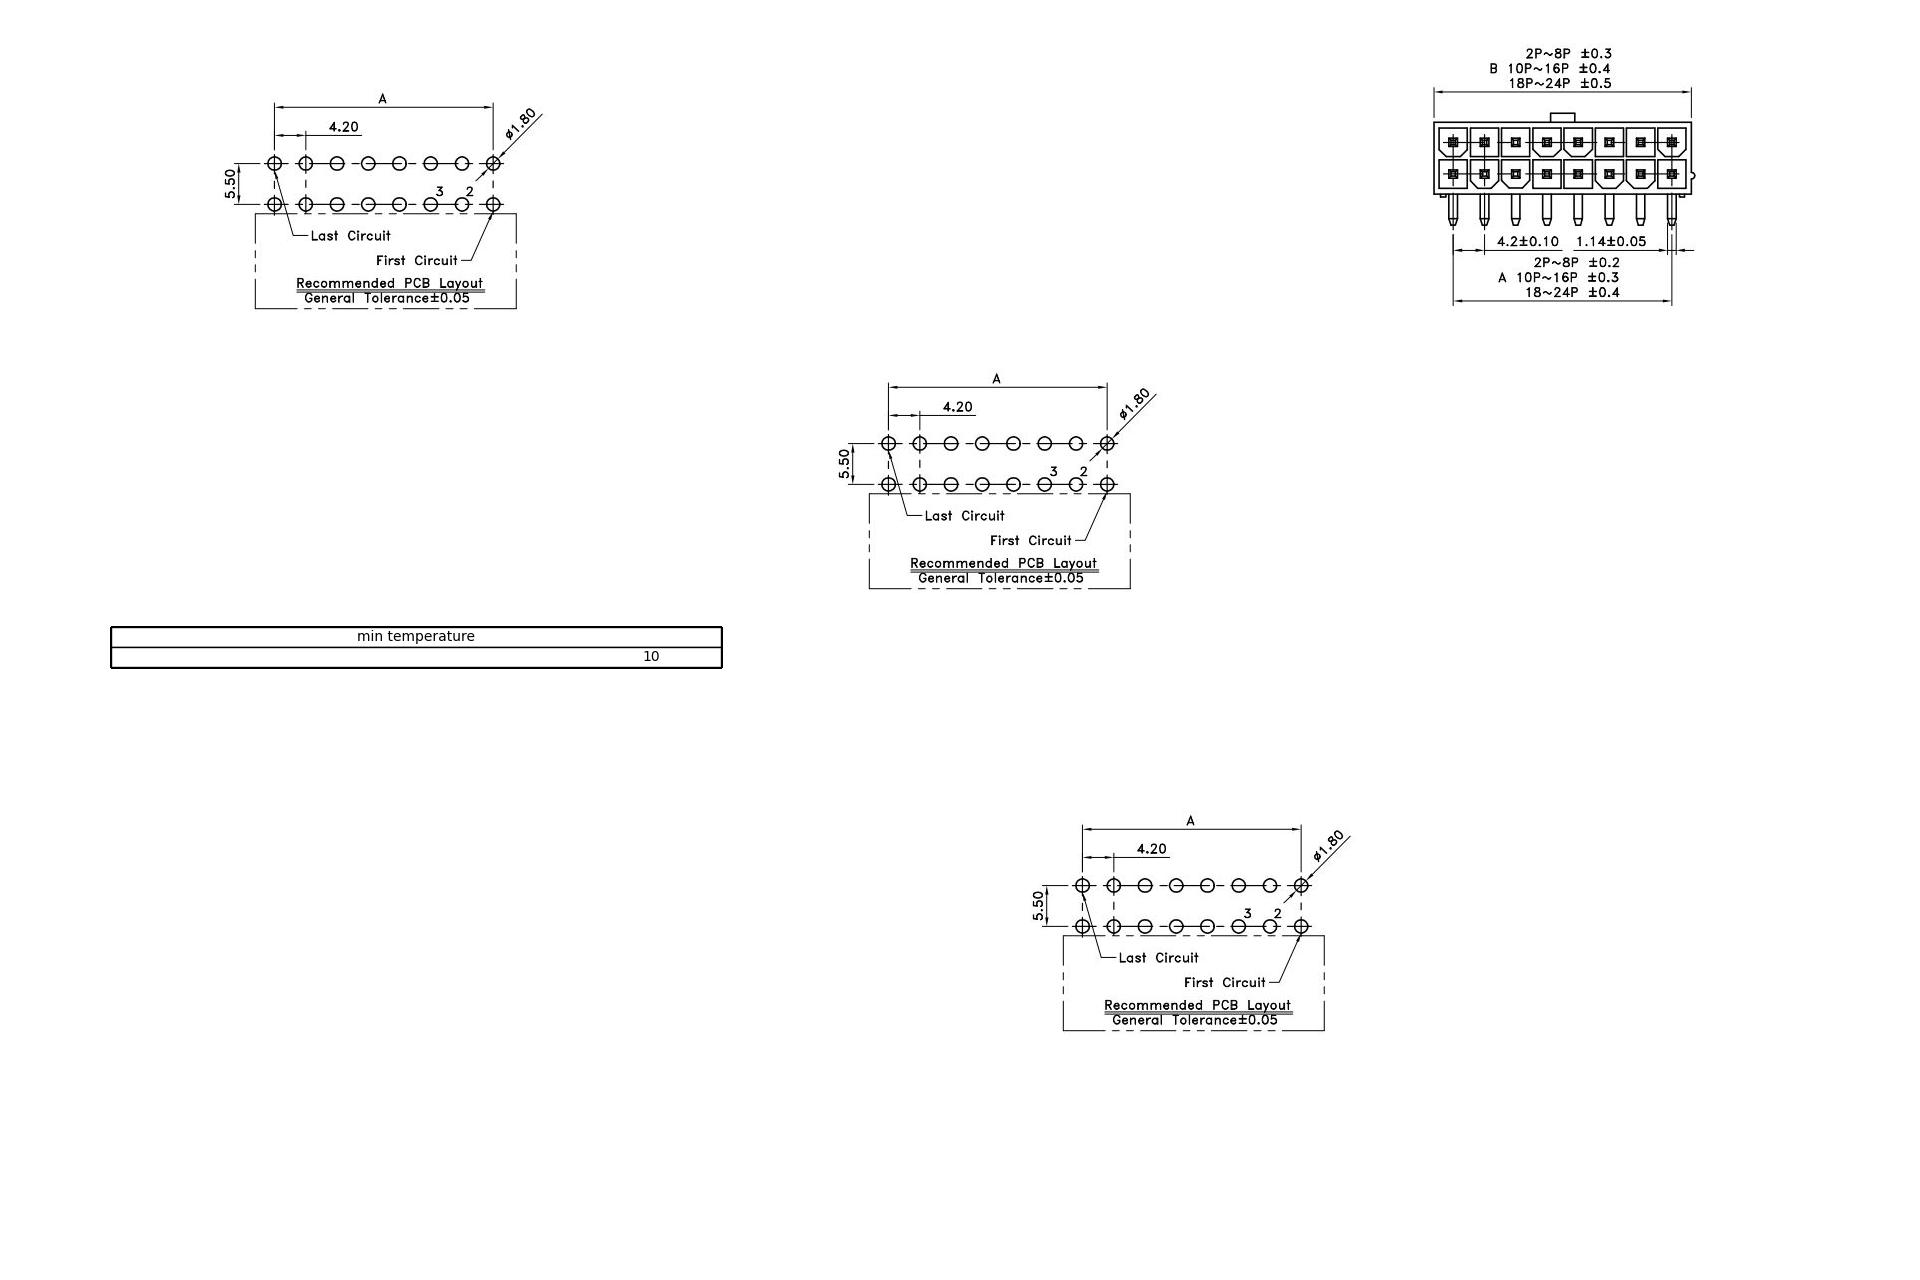 A
4.20
ø1.80
5.50
3 2
Last Circuit
First Circuit
Recommended PCB Layout
General Tolerance±0.05
2P~8P ±0.3
B 10P~16P ±0.4
18P~24P ±0.5
4.2±0.10 1.14±0.05
2P~8P ±0.2
A 10P~16P ±0.3
18~24P ±0.4
A
4.20
ø1.80
5.50
3 2
Last Circuit
First Circuit
Recommended PCB Layout
General Tolerance±0.05
min temperature
10
A
4.20
ø1.80
5.50
3 2
Last Circuit
First Circuit
Recommended PCB Layout
General Tolerance±0.05